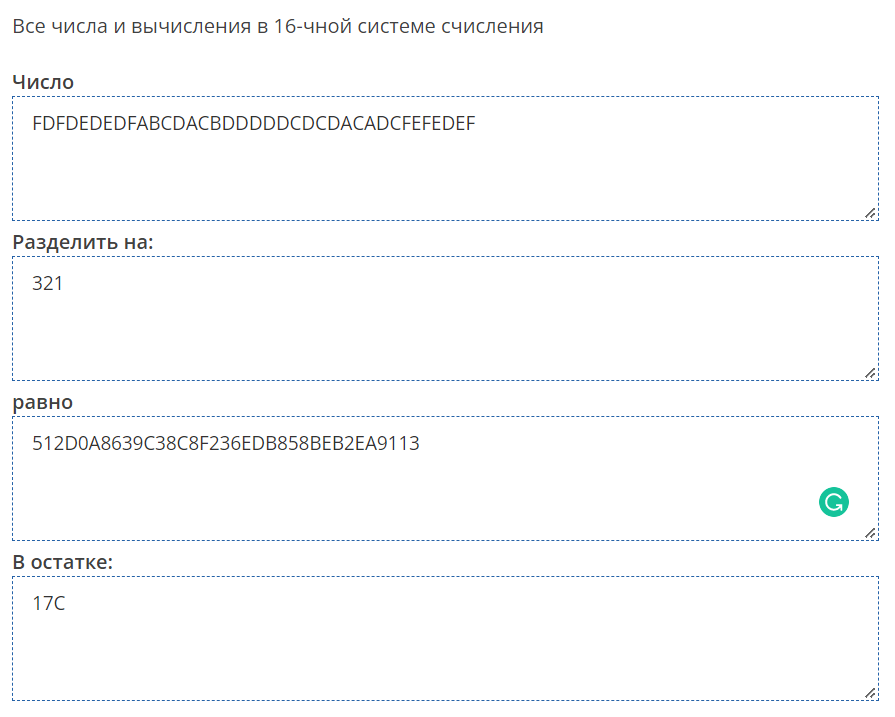 Все числа и вычисления в 16-чной системе счисления
Число
FDFDEDEDFABCDACBDDDDDCDCDACADCFEFEDEF
Разделить на:
321
равно
512D0A8639C38C8F236EDB858BEB2EA9113
В остатке:
17C